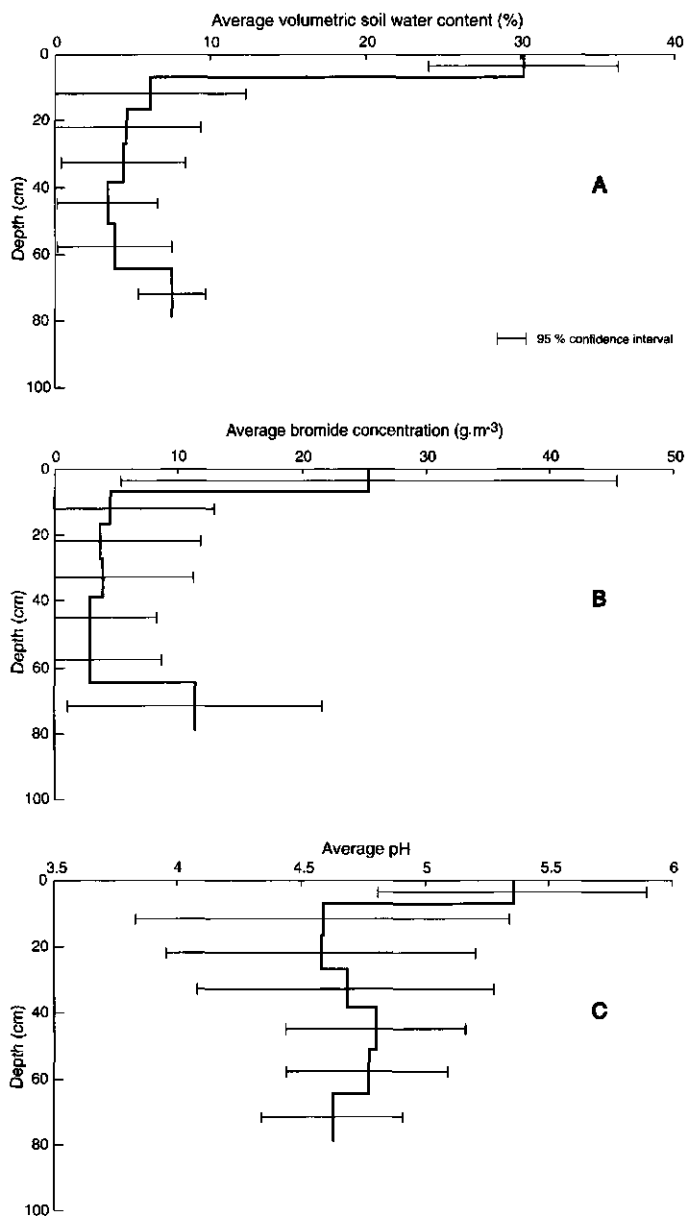 Average volumetric soil water content (%)
0 10 20 30 40
0
20
40
60
80
100
Depth (cm)
A
95 % confidence interval
Average bromide concentration (g.m-3)
0 10 20 30 40 50
0
20
40
60
80
100
Depth (cm)
B
Average pH
3.5 4 4.5 5 5.5 6
0
20
40
60
80
100
Depth (cm)
C